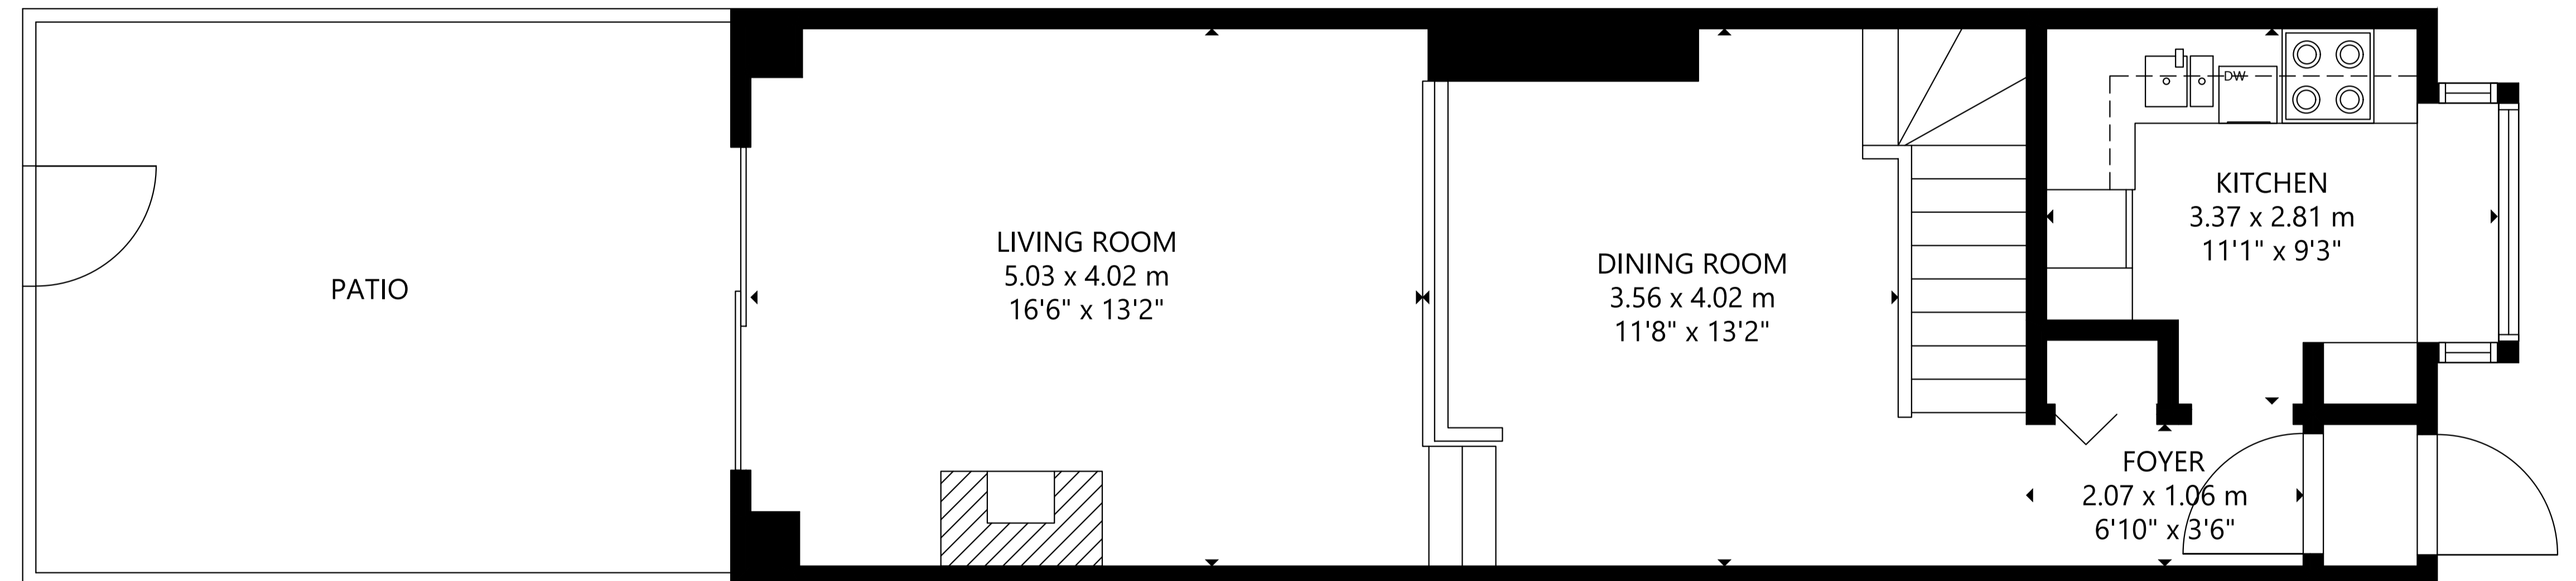 PATIO
LIVING ROOM
5.03 x 4.02 m
16'6" x 13'2"
DINING ROOM
3.56 x 4.02 m
11'8" x 13'2"
DW
KITCHEN
3.37 x 2.81 m
11'1" x 9'3"
FOYER
2.07 x 1.06 m
6'10" x 3'6"